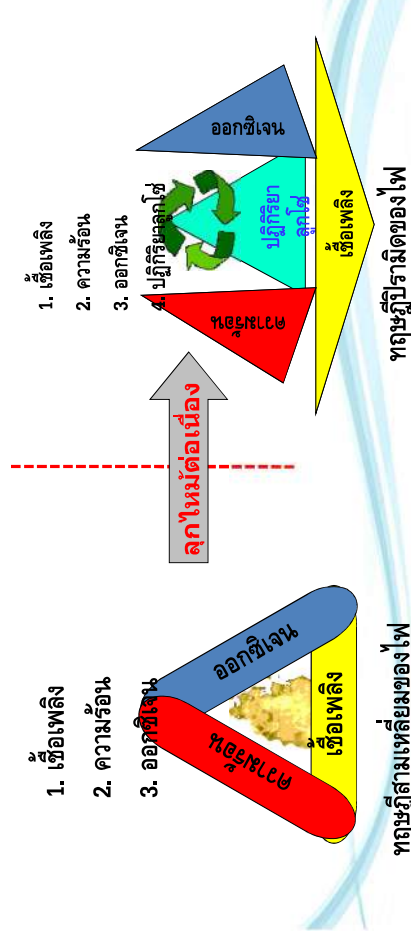 1. เชื้อเพลิง
2. ความร้อน
3. ออกซิเจน
ความร้อน
ออกซิเจน
เชื้อเพลิง
ทฤษฎีสามเหลี่ยมของไฟ
ลุกไหม้ต่อเนื่อง
1. เชื้อเพลิง
2. ความร้อน
3. ออกซิเจน
4. ปฏิกิริยาลูกโซ่
ความร้อน
ปฏิกิริยา
ลูกโซ่
ออกซิเจน
เชื้อเพลิง
ทฤษฎีปิรามิดของไฟ